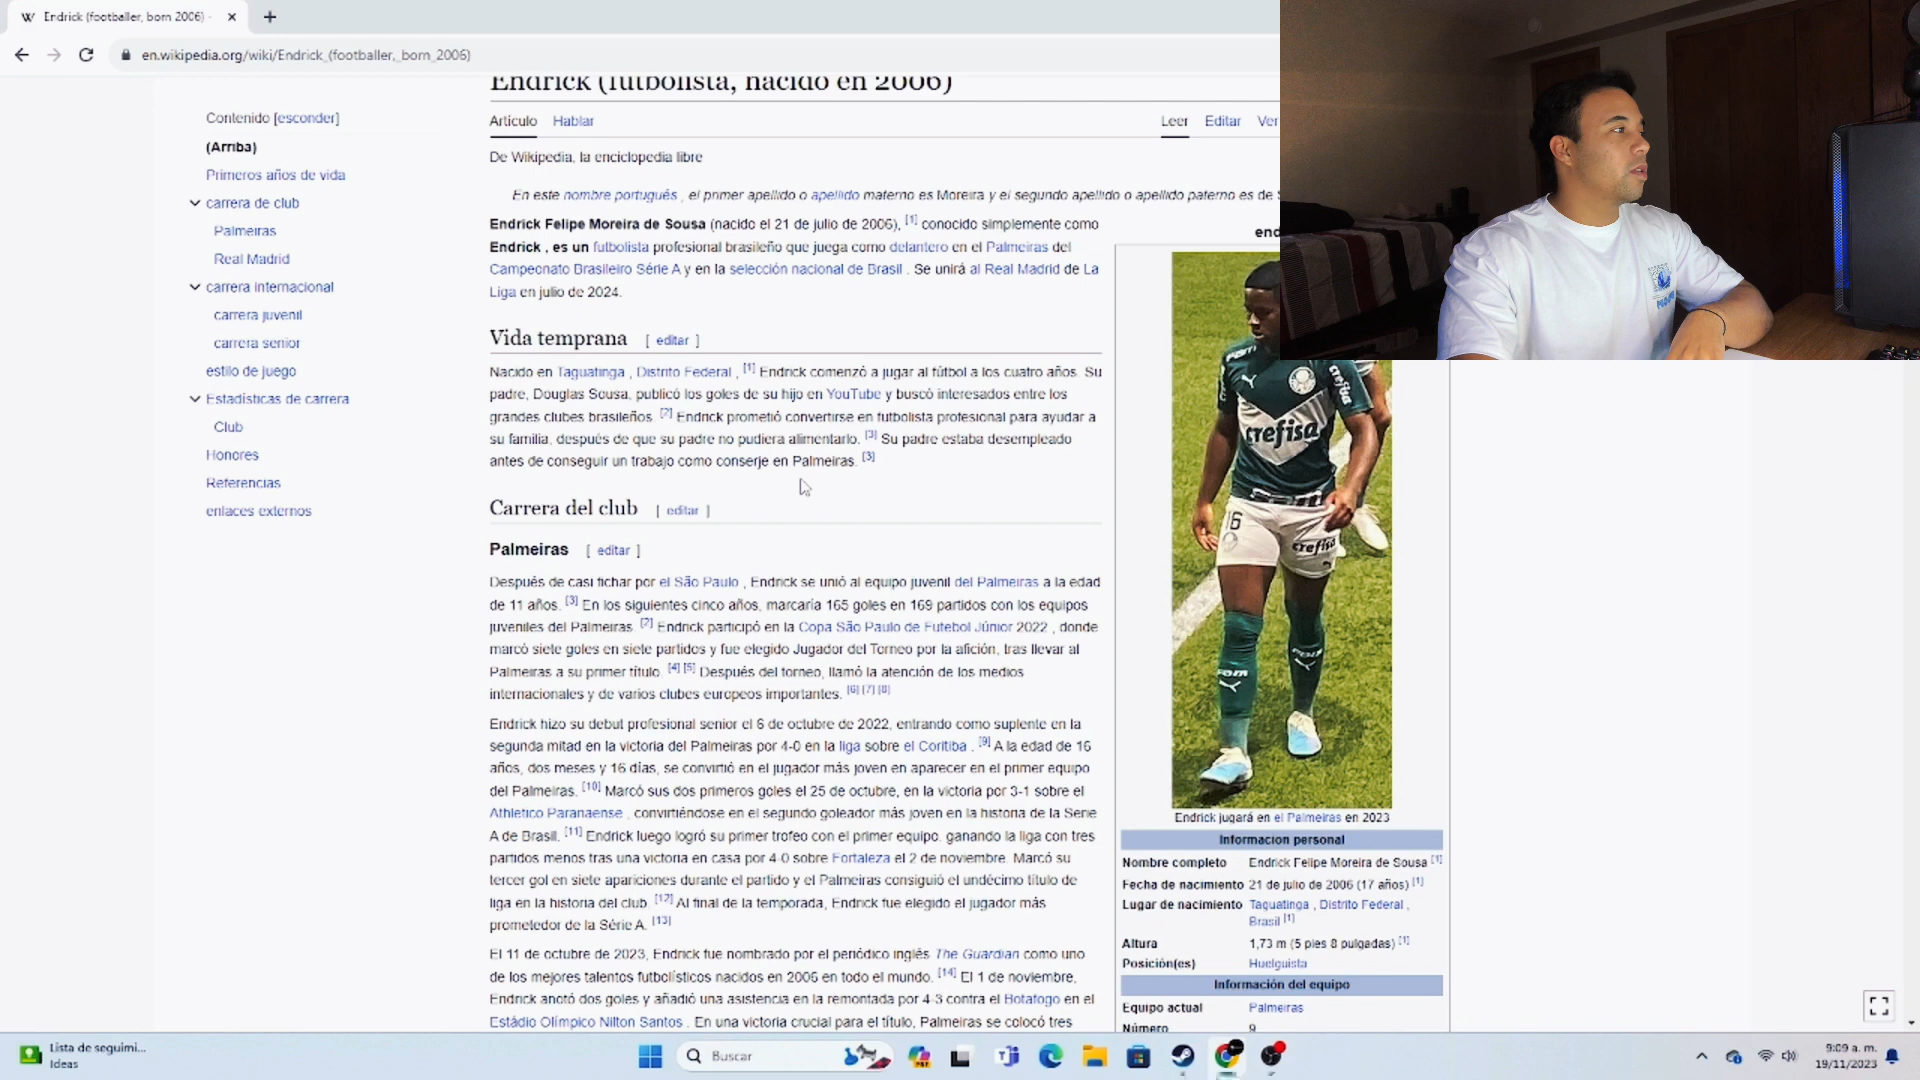 Endrick (footballer, born 2006)
en.wikipedia.org/wiki/Endrick_(footballer,_born_2006)
Endrick (futbolista, nacido en 2006)
Artículo Hablar
Leer Editar Ver
De Wikipedia, la enciclopedia libre
En este nombre portugués , el primer apellido o apellido materno es Moreira y el segundo apellido o apellido paterno es de
Contenido [esconder]
(Arriba)
Primeros años de vida
carrera de club
Palmeiras
Real Madrid
carrera internacional
carrera juvenil
carrera senior
estilo de juego
Estadísticas de carrera
Club
Honores
Referencias
enlaces externos
Endrick Felipe Moreira de Sousa (nacido el 21 de julio de 2006), [1] conocido simplemente como
Endrick , es un futbolista profesional brasileño que juega como delantero en el Palmeiras del
Campeonato Brasileiro Série A y en la selección nacional de Brasil . Se unirá al Real Madrid de La
Liga en julio de 2024.
Vida temprana [ editar ]
Nacido en Taguatinga , Distrito Federal , [1] Endrick comenzó a jugar al fútbol a los cuatro años. Su
padre, Douglas Sousa, publicó los goles de su hijo en YouTube y buscó interesados entre los
grandes clubes brasileños. [2] Endrick prometió convertirse en futbolista profesional para ayudar a
su familia, después de que su padre no pudiera alimentarlo. [3] Su padre estaba desempleado
antes de conseguir un trabajo como conserje en Palmeiras. [3]
Carrera del club [ editar ]
Palmeiras [ editar ]
Después de casi fichar por el São Paulo , Endrick se unió al equipo juvenil del Palmeiras a la edad
de 11 años. [3] En los siguientes cinco años, marcaría 165 goles en 169 partidos con los equipos
juveniles del Palmeiras. [2] Endrick participó en la Copa São Paulo de Futebol Júnior 2022 , donde
marcó siete goles en siete partidos y fue elegido Jugador del Torneo por la afición, tras llevar al
Palmeiras a su primer título. [4] [5] Después del torneo, llamó la atención de los medios
internacionales y de varios clubes europeos importantes. [6] [7] [8]
Endrick hizo su debut profesional senior el 6 de octubre de 2022, entrando como suplente en la
segunda mitad en la victoria del Palmeiras por 4-0 en la liga sobre el Coritiba . [9] A la edad de 16
años, dos meses y 16 días, se convirtió en el jugador más joven en aparecer en el primer equipo
del Palmeiras. [10] Marcó sus dos primeros goles el 25 de octubre, en la victoria por 3-1 sobre el
Athletico Paranaense , convirtiéndose en el segundo goleador más joven en la historia de la Serie
A de Brasil. [11] Endrick luego logró su primer trofeo con el primer equipo, ganando la liga con tres
partidos menos tras una victoria en casa por 4-0 sobre Fortaleza el 2 de noviembre. Marcó su
tercer gol en siete apariciones durante el partido y el Palmeiras consiguió el undécimo título de
liga en la historia del club. [12] Al final de la temporada, Endrick fue elegido el jugador más
prometedor de la Série A. [13]
El 11 de octubre de 2023, Endrick fue nombrado por el periódico inglés The Guardian como uno
de los mejores talentos futbolísticos nacidos en 2006 en todo el mundo. [14] El 1 de noviembre,
Endrick anotó dos goles y añadió una asistencia en la remontada por 4-3 contra el Botafogo en el
Estádio Olímpico Nilton Santos . En una victoria crucial para el título, Palmeiras se colocó tres
end
crefisa
crefisa
16
crefisa
Endrick jugará en el Palmeiras en 2023
Informacion personal
Nombre completo Endrick Felipe Moreira de Sousa [1]
Fecha de nacimiento 21 de julio de 2006 (17 años) [1]
Lugar de nacimiento Taguatinga , Distrito Federal ,
Brasil [1]
Altura 1,73 m (5 pies 8 pulgadas) [1]
Posición(es) Huelguista
Información del equipo
Equipo actual Palmeiras
Número 9
Lista de seguimi...
Ideas
Buscar
9:09 a. m.
19/11/2023